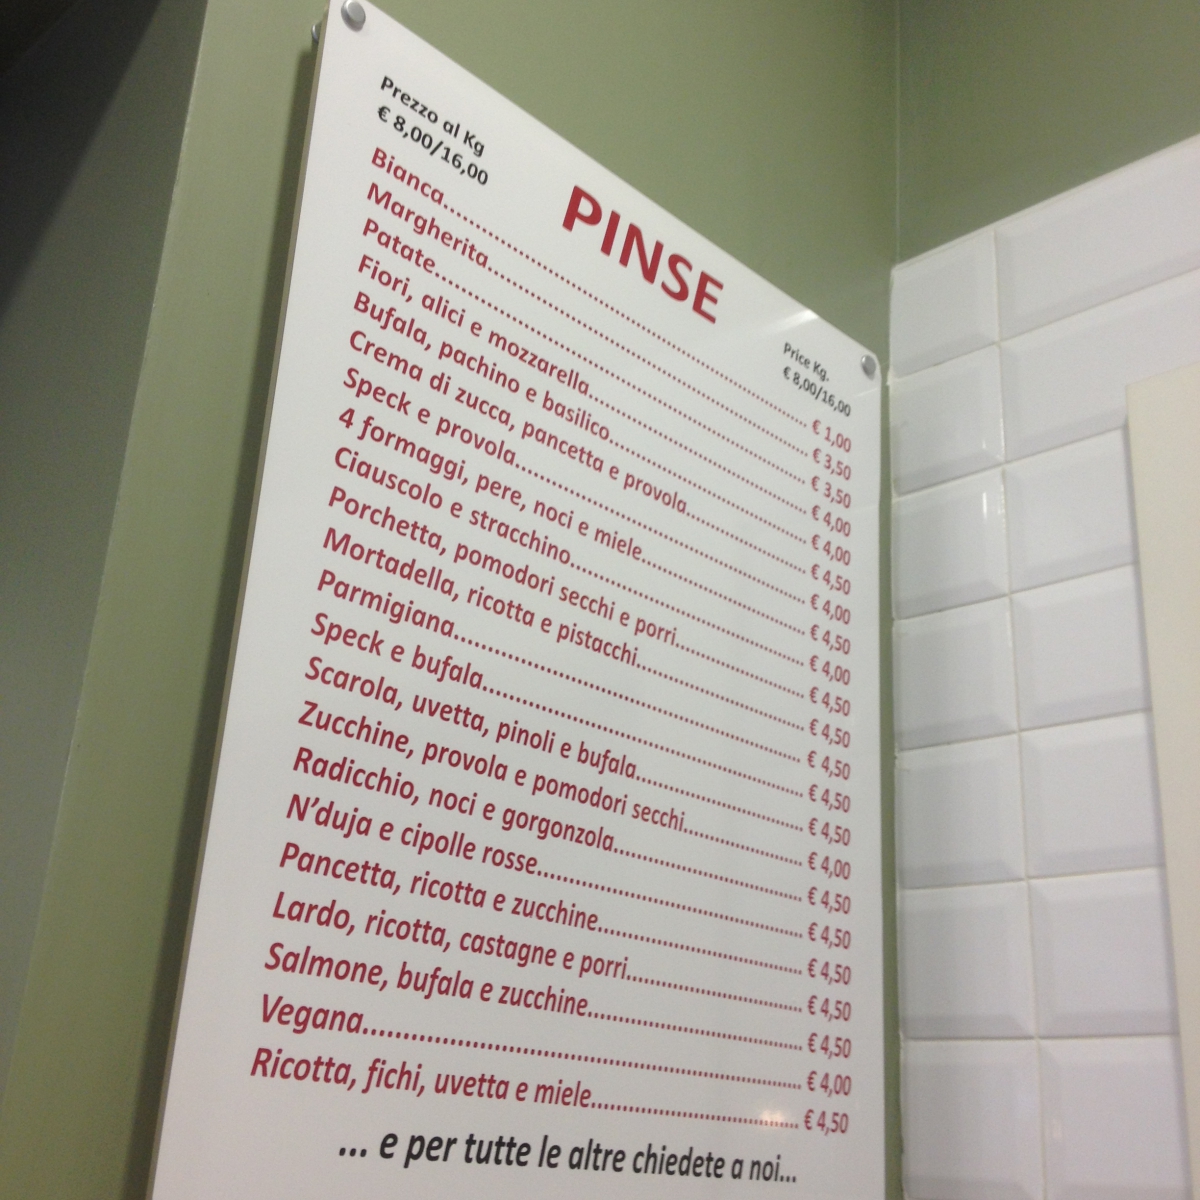 PINSE
Prezzo al Kg
€ 8,00/16,00
Price Kg.
€ 8,00/16,00
Bianca........ € 1,00
Margherita........ € 3,50
Patate........ € 3,50
Fiori, alici e mozzarella........ € 4,00
Bufala, pachino e basilico........ € 4,00
Crema di zucca, pancetta e provola........ € 4,50
Speck e provola........ € 4,00
4 formaggi, pere, noci e miele........ € 4,50
Ciauscolo e stracchino........ € 4,00
Porchetta, pomodori secchi e porri........ € 4,50
Mortadella, ricotta e pistacchi........ € 4,50
Parmigiana........ € 4,50
Speck e bufala........ € 4,50
Scarola, uvetta, pinoli e bufala........ € 4,50
Zucchine, provola e pomodori secchi........ € 4,00
Radicchio, noci e gorgonzola........ € 4,50
N’duja e cipolle rosse........ € 4,50
Pancetta, ricotta e zucchine........ € 4,50
Lardo, ricotta, castagne e porri........ € 4,50
Salmone, bufala e zucchine........ € 4,50
Vegana........ € 4,00
Ricotta, fichi, uvetta e miele........ € 4,50
... e per tutte le altre chiedete a noi...